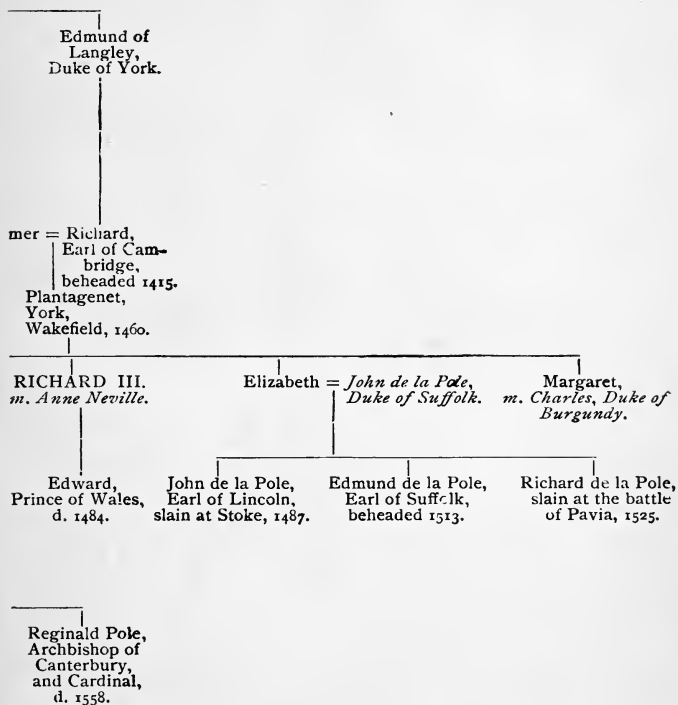 Edmund of
Langley,
Duke of York.
mer = Richard,
Earl of Cam-
bridge,
beheaded 1415.
Plantagenet,
York,
Wakefield, 1460.
RICHARD III.
m. Anne Neville.
Elizabeth = John de la Pole,
Duke of Suffolk.
Margaret,
m. Charles, Duke of
Burgundy.
Edward,
Prince of Wales,
d. 1484.
John de la Pole,
Earl of Lincoln,
slain at Stoke, 1487.
Edmund de la Pole,
Earl of Suffolk,
beheaded 1513.
Richard de la Pole,
slain at the battle
of Pavia, 1525.
Reginald Pole,
Archbishop of
Canterbury,
and Cardinal,
d. 1558.